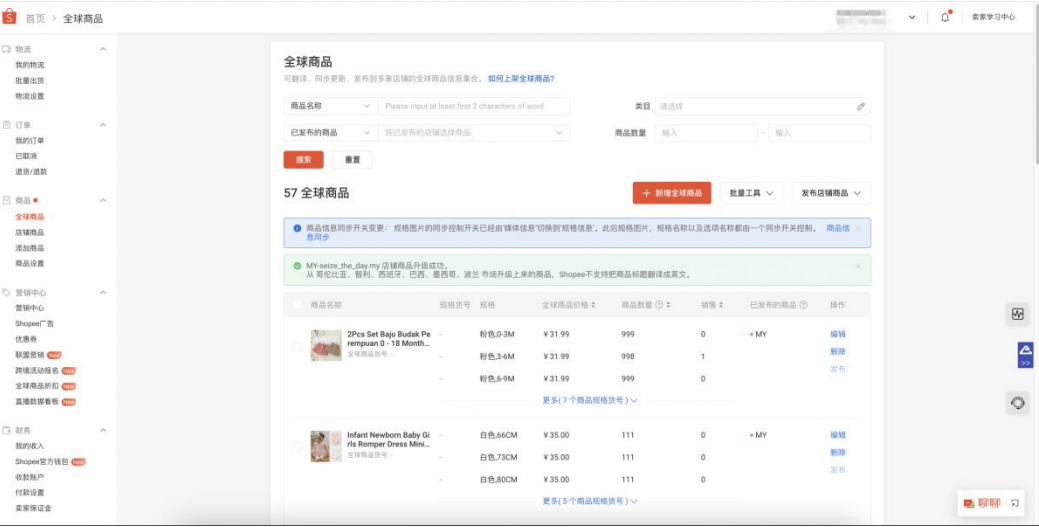 首页 > 全球商品
卖家学习中心
物流
我的物流
批量出货
物流设置
订单
我的订单
已取消
退货/退款
商品
全球商品
店铺商品
添加商品
商品设置
营销中心
营销中心
Shopee广告
优惠券
联盟营销 New
跨境活动报名 New
全球商品折扣 New
直播数据看板 New
财务
我的收入
Shopee官方钱包 New
收款账户
付款设置
卖家保证金
全球商品
可翻译、同步更新、发布到多家店铺的全球商品信息集合。 如何上架全球商品?
商品名称 Please input at least first 2 characters of word 类目 请选择
已发布的商品 按已发布的店铺选择商品 商品数量 输入 - 输入
搜索 重置
57 全球商品 + 新增全球商品 批量工具 发布店铺商品
商品信息同步开关变更： 规格图片的同步控制开关已经由'媒体信息'切换到'规格信息'。此后规格图片，规格名称以及选项名称都由一个同步开关控制。 商品信
息同步
MY-seize_the_day.my 店铺商品升级成功。
从 哥伦比亚、智利、西班牙、巴西、墨西哥、波兰 市场升级上来的商品，Shopee不支持把商品标题翻译成英文。
商品名称 规格货号 规格 全球商品价格 商品数量 销售 已发布的商品 操作
2Pcs Set Baju Budak Pe - 粉色,0-3M ¥ 31.99 999 0 MY 编辑
rempuan 0 - 18 Month...
全球商品货号:- 删除
- 粉色,3-6M ¥ 31.99 998 1
发布
- 粉色,6-9M ¥ 31.99 999 0
更多( 7 个商品规格货号 )
Infant Newborn Baby Gi - 白色,66CM ¥ 35.00 111 0 MY 编辑
rls Romper Dress Mini...
全球商品货号:- 删除
- 白色,73CM ¥ 35.00 111 0
发布
- 白色,80CM ¥ 35.00 111 0
更多( 5 个商品规格货号 )
聊聊